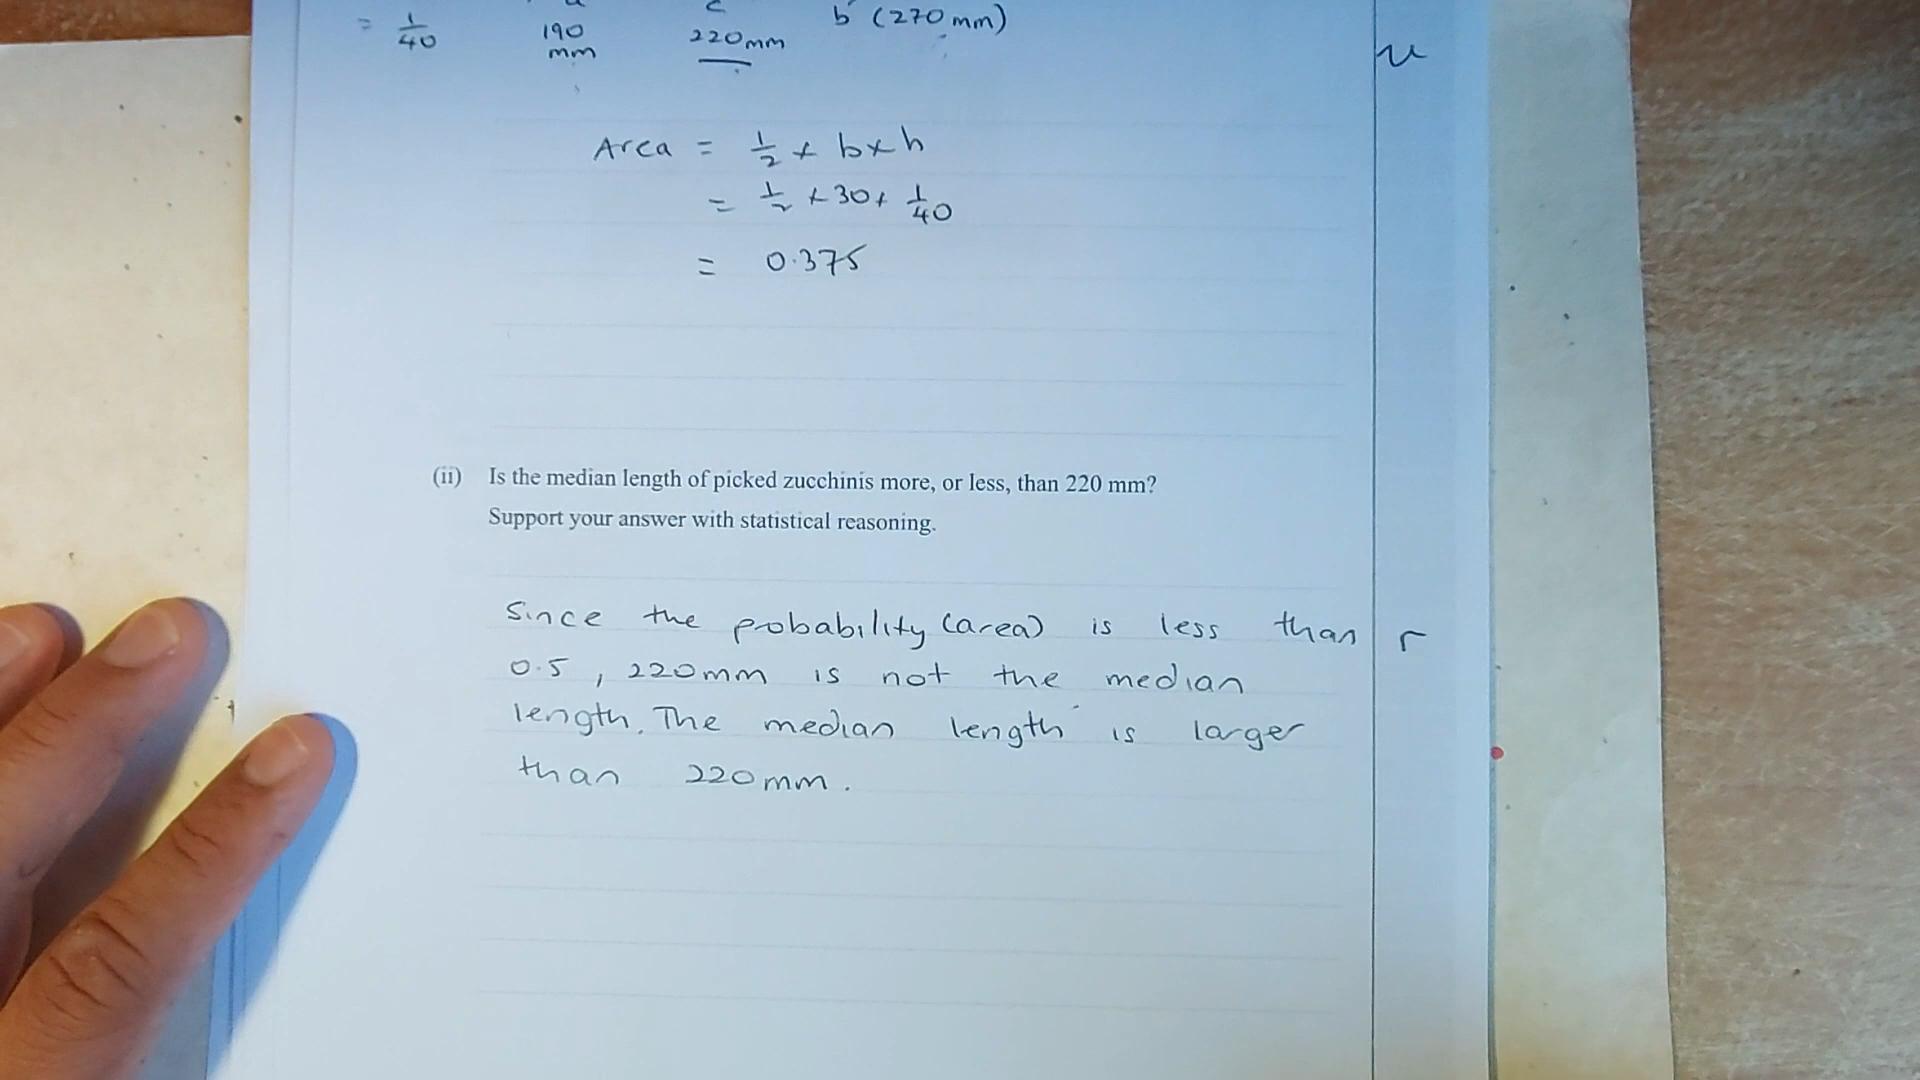 = 1/40 190 mm c 220mm b (270mm)
u
Area = 1/2 × b×h
= 1/2 × 30 × 1/40
= 0.375
(ii) Is the median length of picked zucchinis more, or less, than 220 mm?
Support your answer with statistical reasoning.
Since the probability (area) is less than r
0.5, 220mm is not the median
length. The median length is larger
than 220mm.